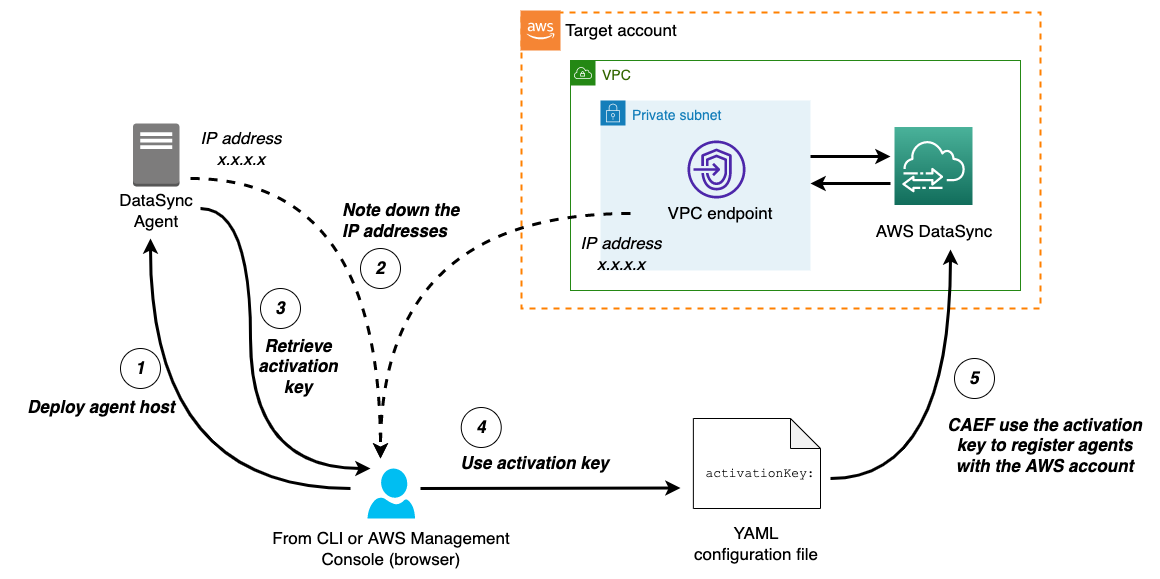 aws
Target account
VPC
Private subnet
VPC endpoint
AWS DataSync
IP address
x.x.x.x
DataSync
Agent
IP address
x.x.x.x
Note down the
IP addresses
2
3
Retrieve
activation
key
1
Deploy agent host
4
Use activation key
5
CAEF use the activation
key to register agents
with the AWS account
activationKey:
YAML
configuration file
From CLI or AWS Management
Console (browser)